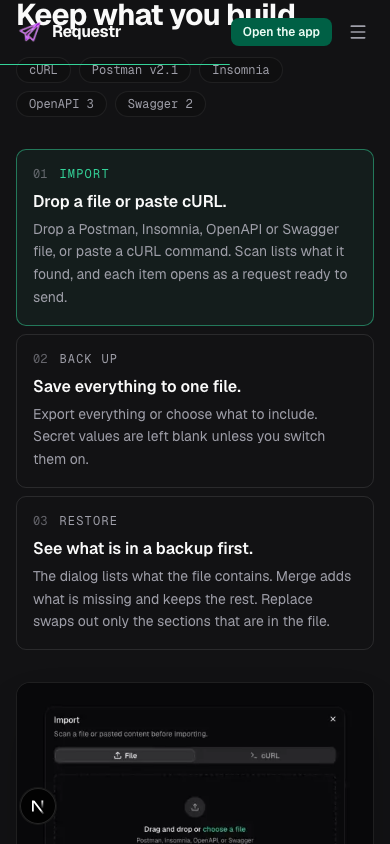 Keep what you build.
Requestr
Open the app
cURL
Postman v2.1
Insomnia
OpenAPI 3
Swagger 2
01 IMPORT
Drop a file or paste cURL.
Drop a Postman, Insomnia, OpenAPI or Swagger
file, or paste a cURL command. Scan lists what it
found, and each item opens as a request ready to
send.
02 BACK UP
Save everything to one file.
Export everything or choose what to include.
Secret values are left blank unless you switch
them on.
03 RESTORE
See what is in a backup first.
The dialog lists what the file contains. Merge adds
what is missing and keeps the rest. Replace
swaps out only the sections that are in the file.
Import
Scan a file or pasted content before importing.
File
cURL
Drag and drop or choose a file
Postman, Insomnia, OpenAPI, or Swagger
N